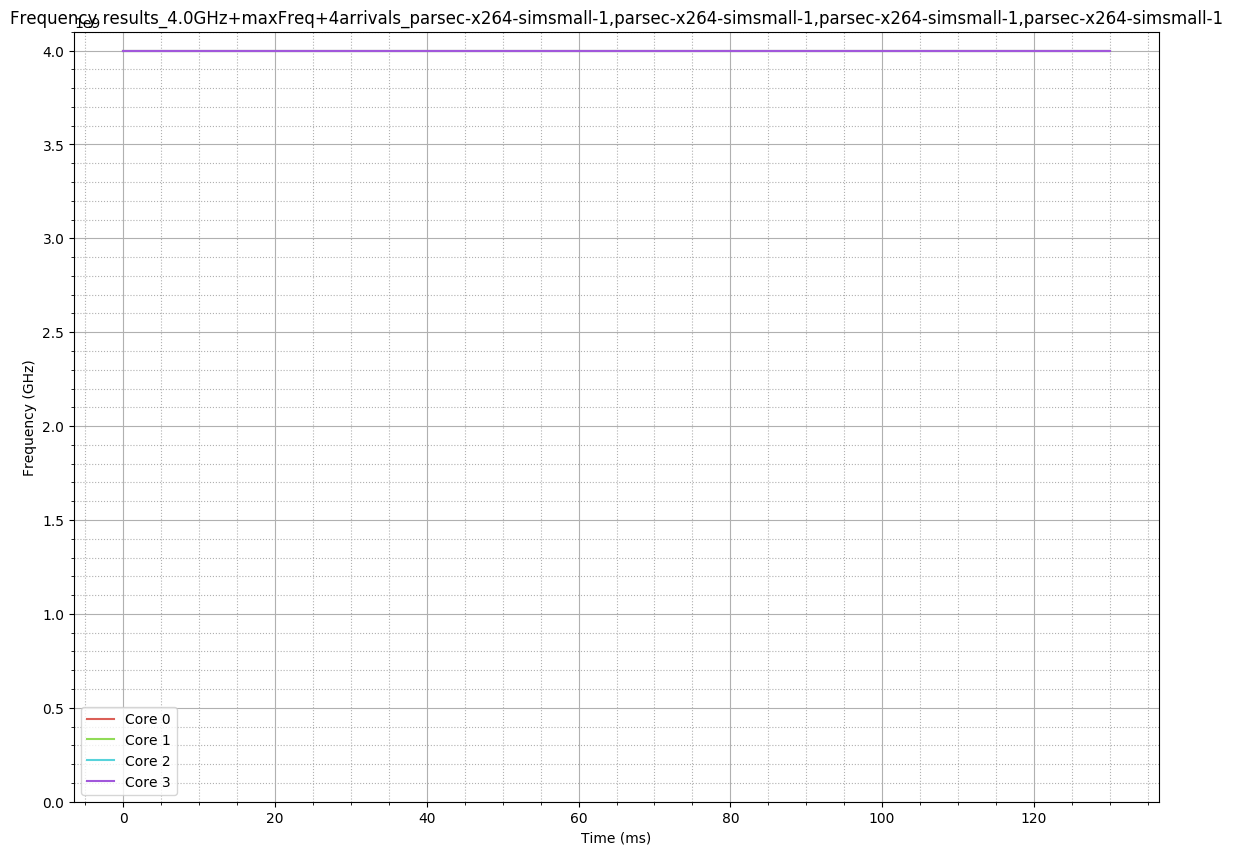 Frequency results_4.0GHz+maxFreq+4arrivals_parsec-x264-simsmall-1,parsec-x264-simsmall-1,parsec-x264-simsmall-1,parsec-x264-simsmall-1
1e9
4.0
3.5
3.0
2.5
2.0
1.5
1.0
0.5
0.0
Frequency (GHz)
Core 0
Core 1
Core 2
Core 3
0 20 40 60 80 100 120
Time (ms)